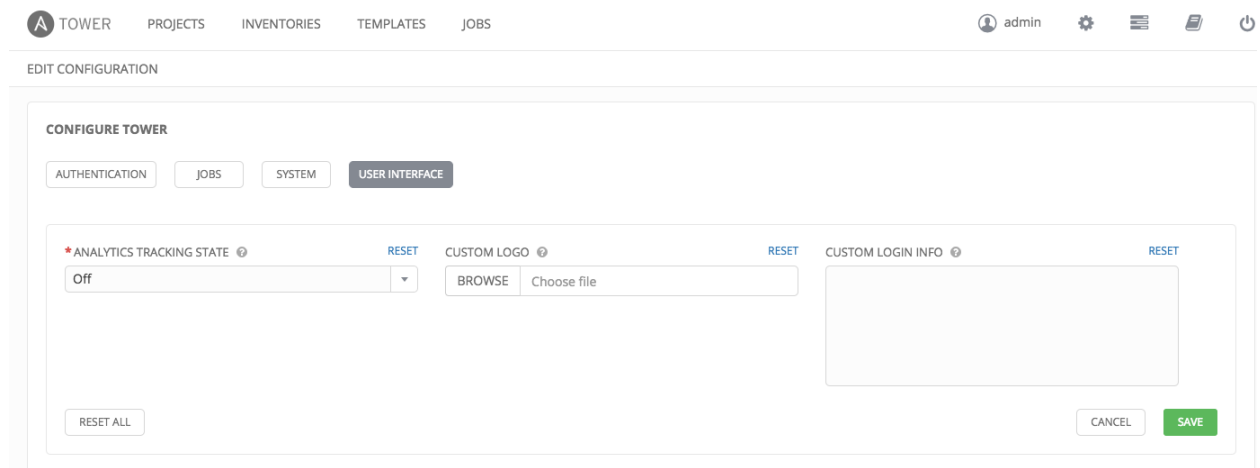 A TOWER PROJECTS INVENTORIES TEMPLATES JOBS admin
EDIT CONFIGURATION
CONFIGURE TOWER
AUTHENTICATION JOBS SYSTEM USER INTERFACE
* ANALYTICS TRACKING STATE ? RESET CUSTOM LOGO ? RESET CUSTOM LOGIN INFO ? RESET
Off BROWSE Choose file
RESET ALL CANCEL SAVE